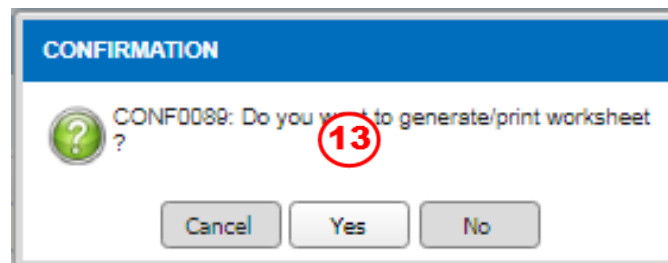 CONFIRMATION
CONF0089: Do you want to generate/print worksheet
?
13
Cancel Yes No